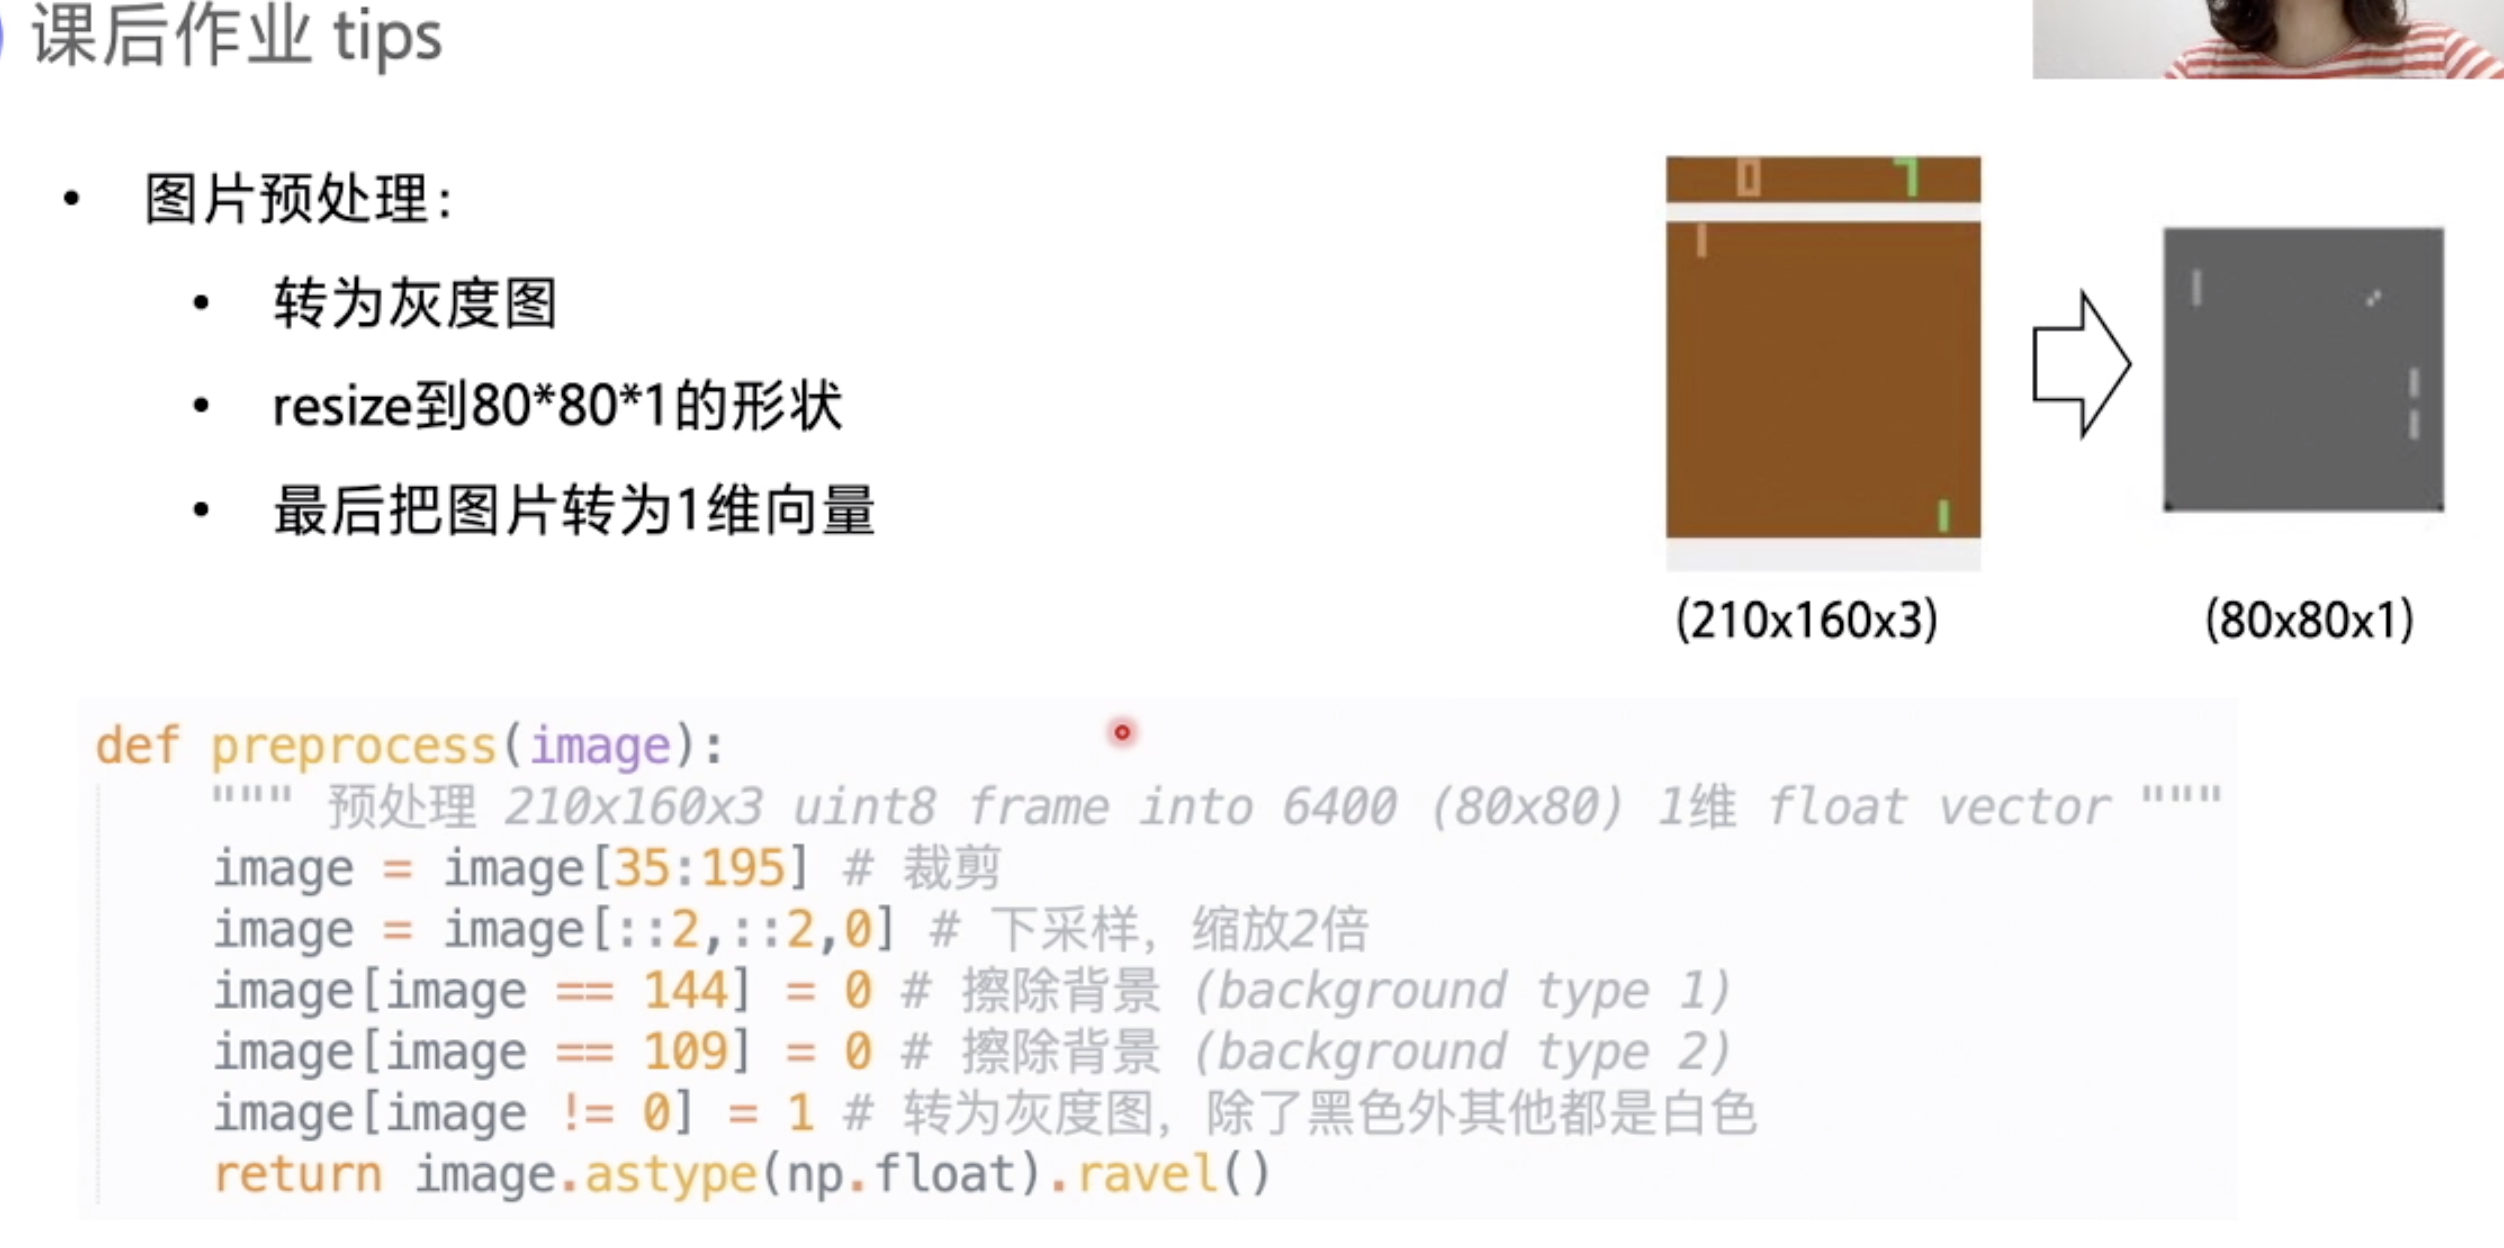 课后作业 tips
• 图片预处理：
• 转为灰度图
• resize到80*80*1的形状
• 最后把图片转为1维向量
0 1
(210x160x3)
(80x80x1)
def preprocess(image):
    """ 预处理 210x160x3 uint8 frame into 6400 (80x80) 1维 float vector """
    image = image[35:195] # 裁剪
    image = image[::2,::2,0] # 下采样，缩放2倍
    image[image == 144] = 0 # 擦除背景 (background type 1)
    image[image == 109] = 0 # 擦除背景 (background type 2)
    image[image != 0] = 1 # 转为灰度图，除了黑色外其他都是白色
    return image.astype(np.float).ravel()